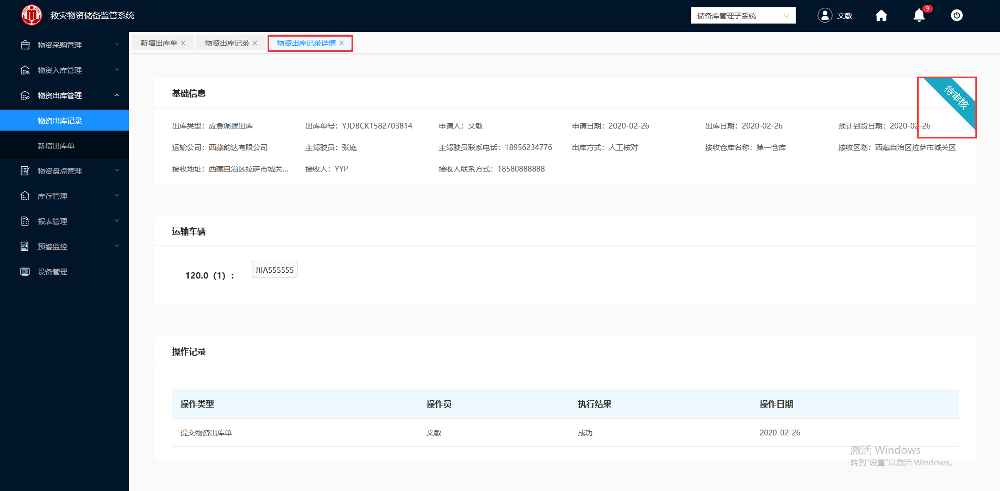 救灾物资储备监管系统
储备库管理子系统
文敏
9
物资采购管理
物资入库管理
物资出库管理
物资出库记录
新增出库单
物资盘点管理
库存管理
报表管理
预警监控
设备管理
新增出库单
物资出库记录
物资出库记录详情
基础信息
待审核
出库类型：应急调拨出库
出库单号：YJDBCK1582703814
申请人：文敏
申请日期：2020-02-26
出库日期：2020-02-26
预计到货日期：2020-02-26
运输公司：西藏韵达有限公司
主驾驶员：张庭
主驾驶员联系电话：18956234776
出库方式：人工核对
接收仓库名称：第一仓库
接收区划：西藏自治区拉萨市城关区
接收地址：西藏自治区拉萨市城关...
接收人：YYP
接收人联系方式：18580888888
运输车辆
120.0（1）:
川A555555
操作记录
操作类型 操作员 执行结果 操作日期
提交物资出库单 文敏 成功 2020-02-26
激活 Windows
转到“设置”以激活 Windows。